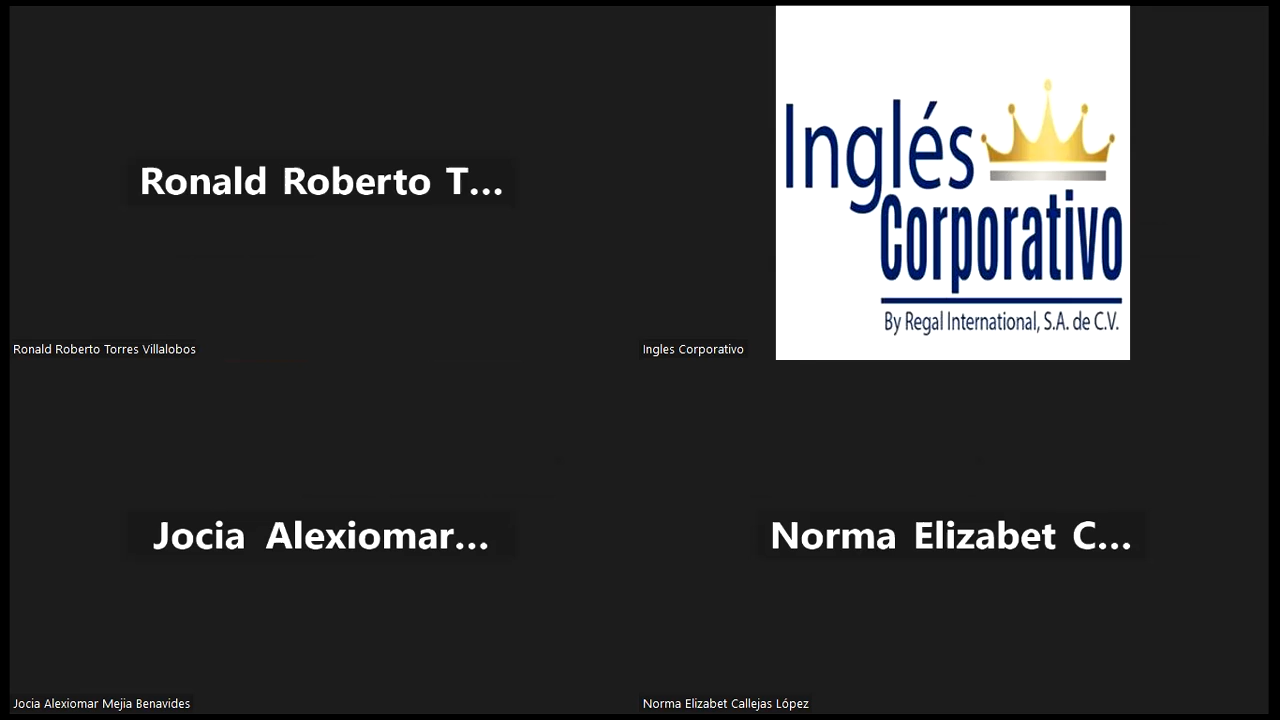 Ronald Roberto T...
Ronald Roberto Torres Villalobos
Inglés
Corporativo
By Regal International, S.A. de C.V.
Ingles Corporativo
Jocia Alexiomar...
Jocia Alexiomar Mejia Benavides
Norma Elizabet C...
Norma Elizabet Callejas López